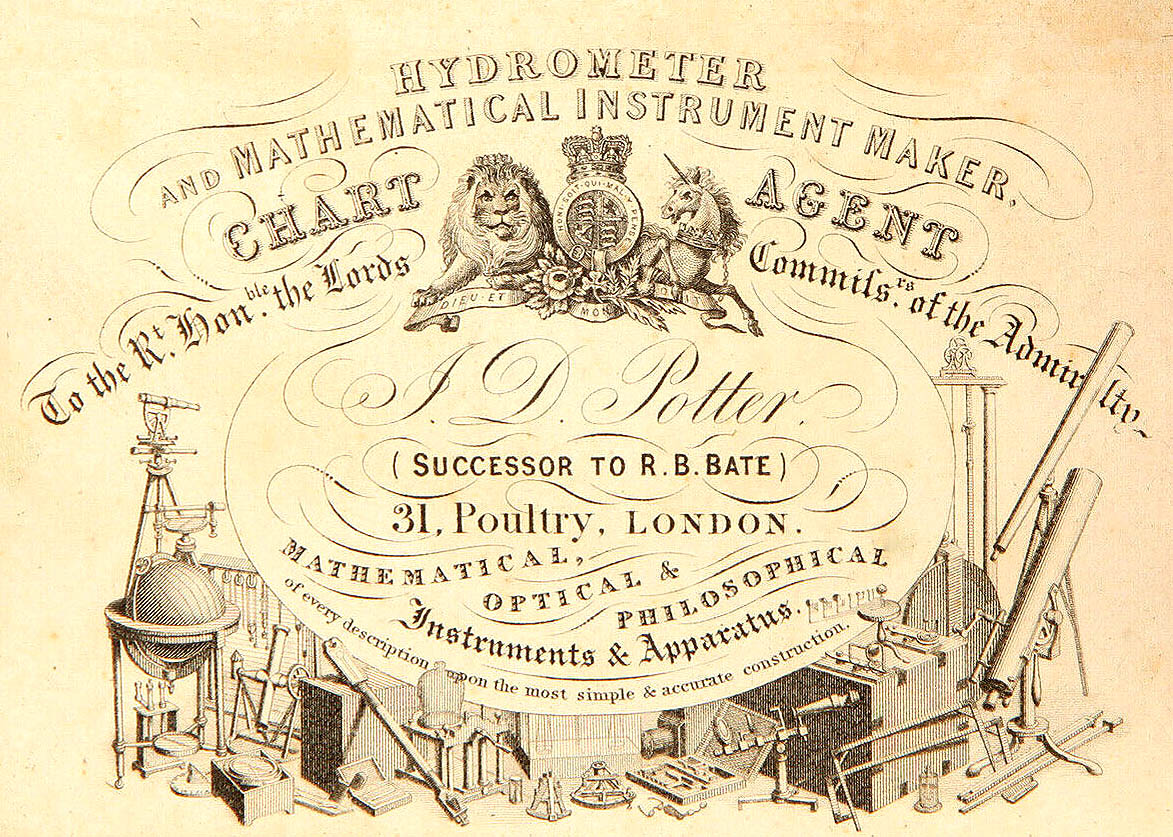 HYDROMETER
AND MATHEMATICAL INSTRUMENT MAKER,
CHART AGENT
To the Rt. Honble. the Lords Commifsrs. of the Admiralty
HONI·SOIT·QUI·MAL·Y·PENSE
DIEU·ET MON DROIT
J. D. Potter.
(SUCCESSOR TO R. B. BATE)
31, Poultry, LONDON.
MATHEMATICAL,
OPTICAL &
PHILOSOPHICAL
Instruments & Apparatus.
of every description upon the most simple & accurate construction.